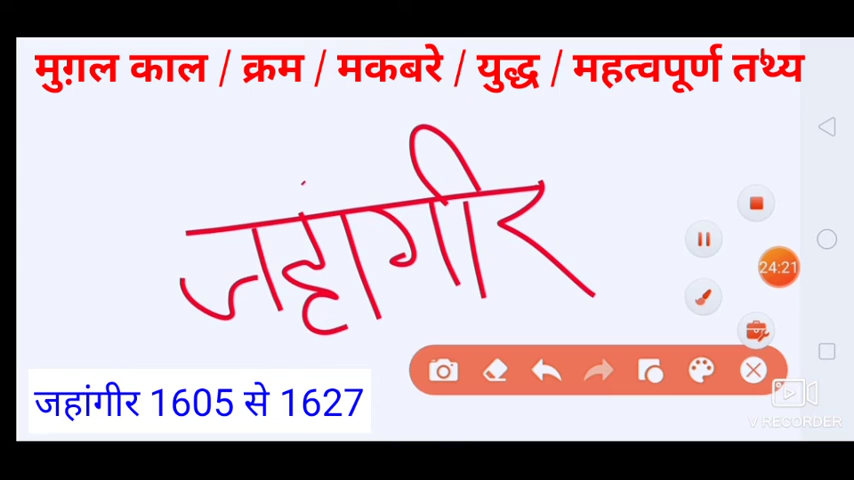 मुग़ल काल / क्रम / मकबरे / युद्ध / महत्वपूर्ण तथ्य
जहांगीर
24:21
जहांगीर 1605 से 1627
V RECORDER